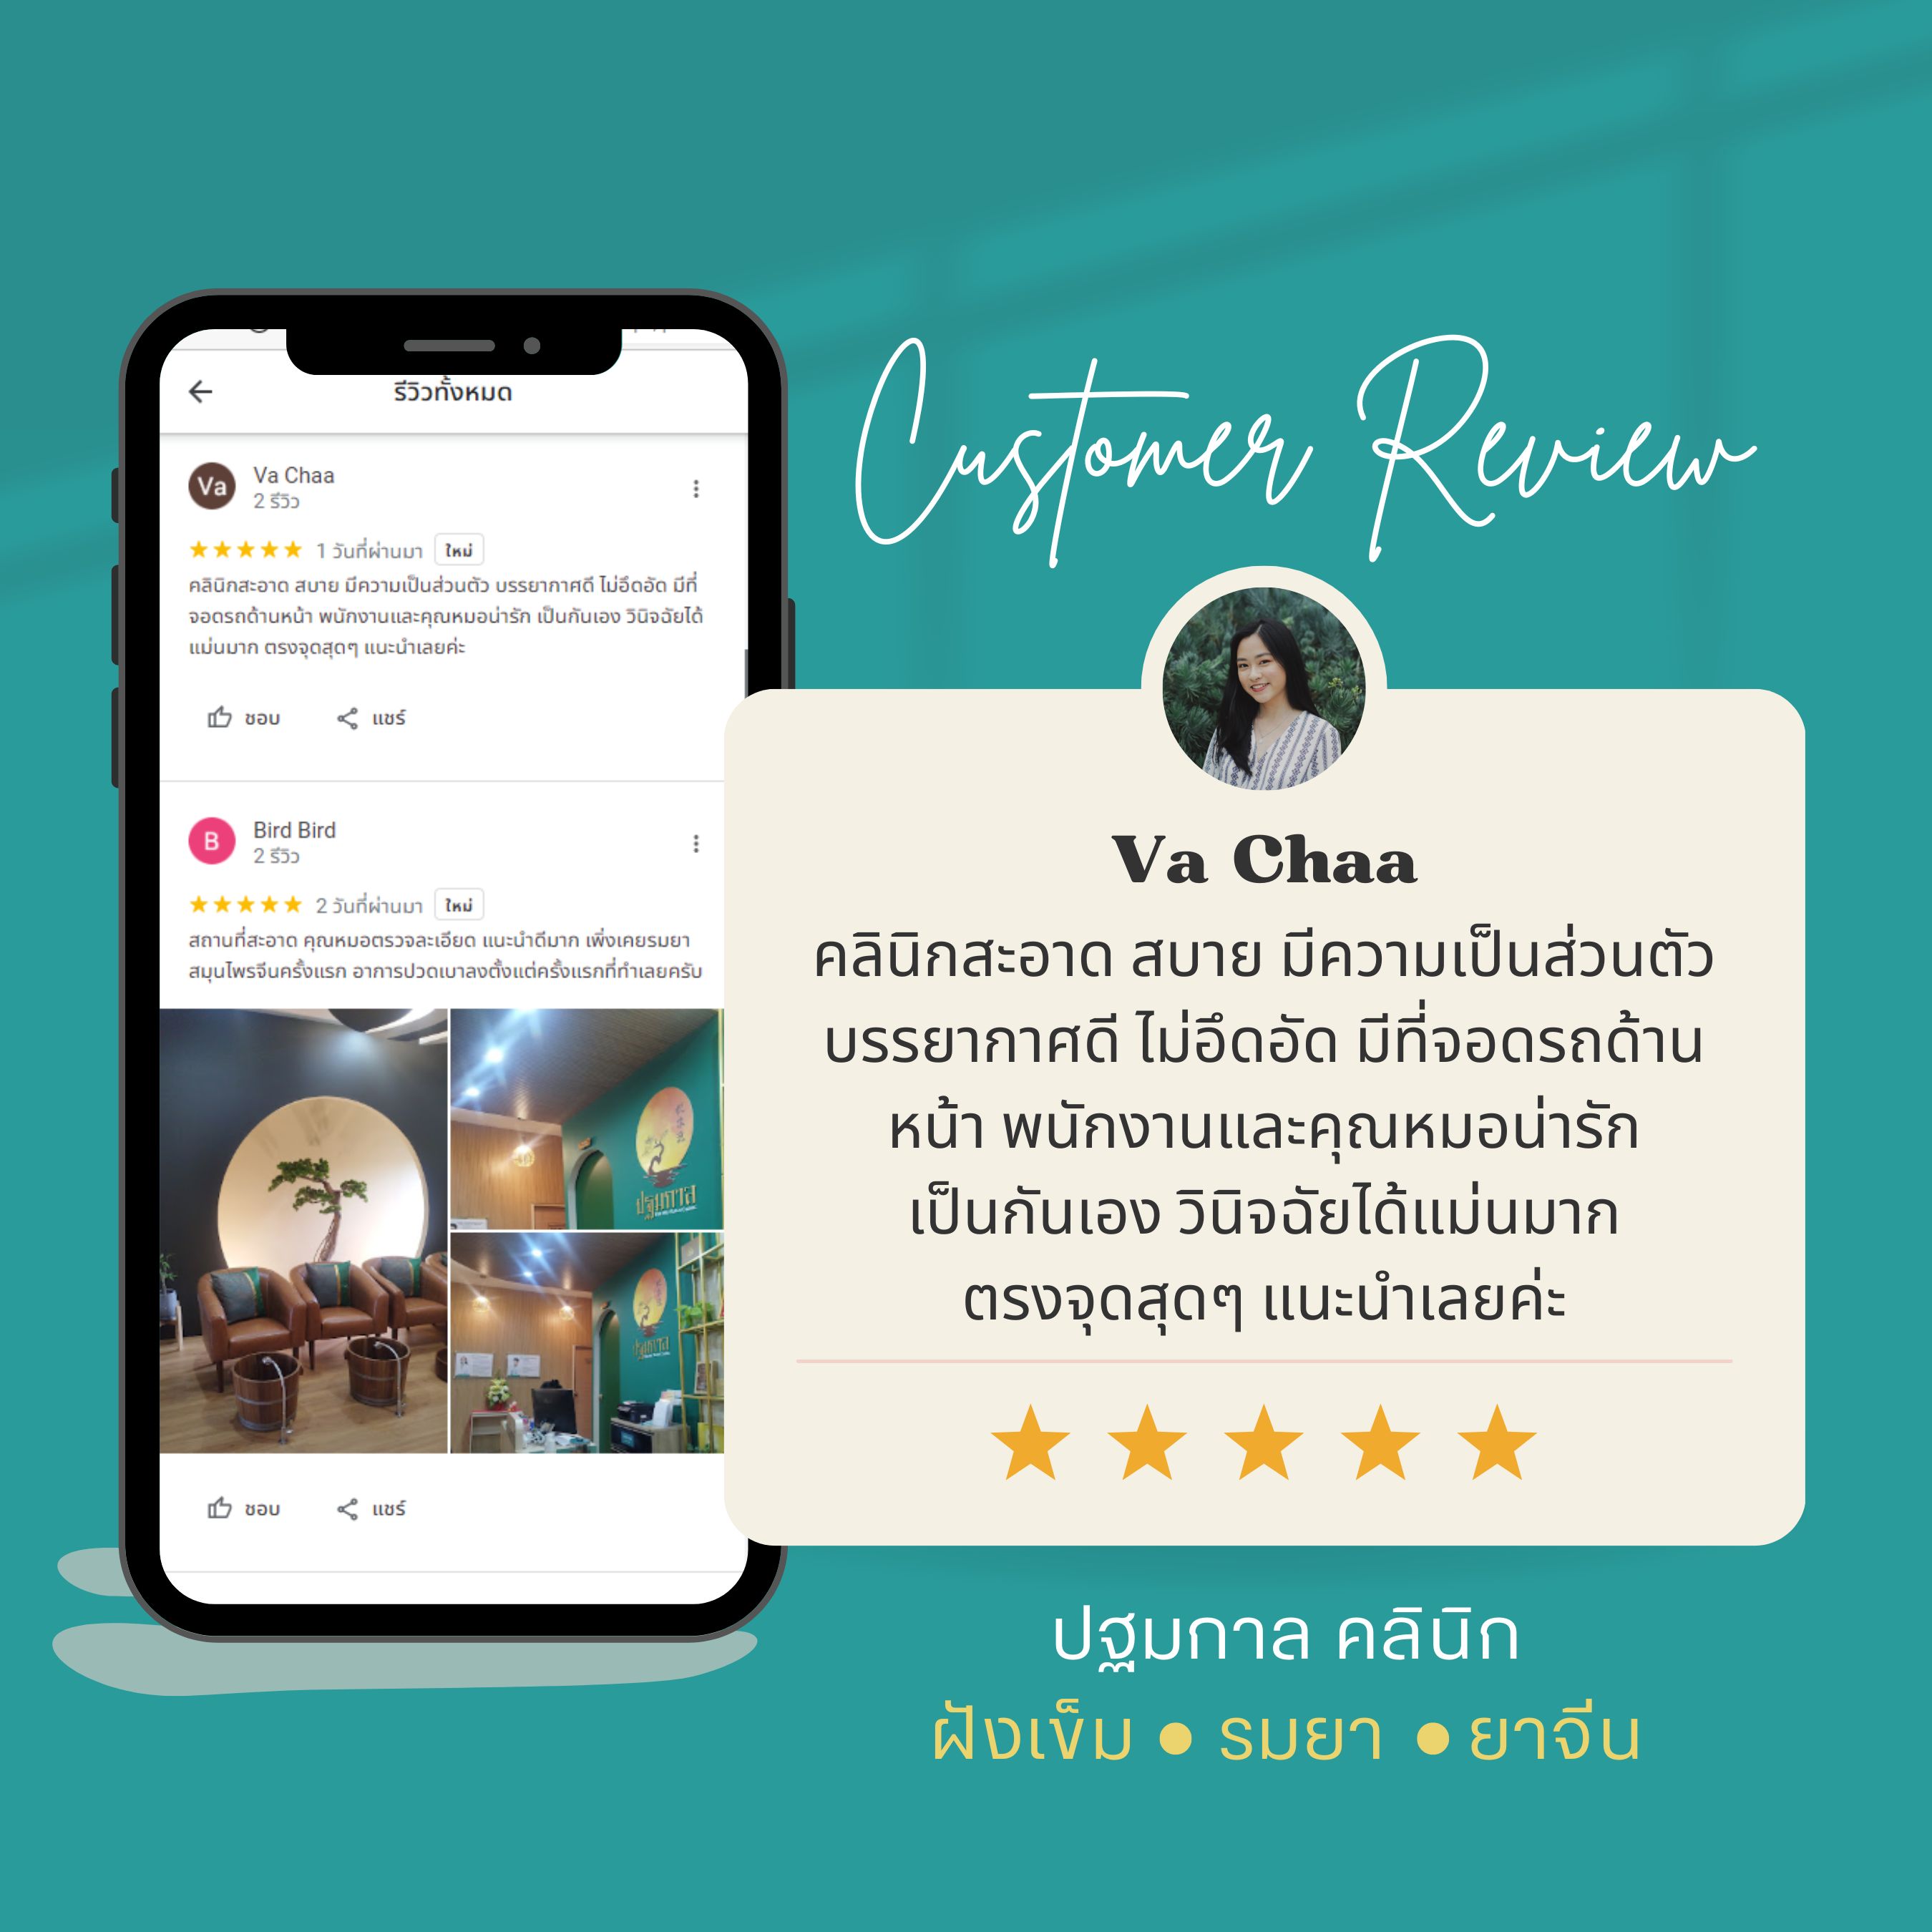 รีวิวทั้งหมด
Va
Va Chaa
2 รีวิว
1 วันที่ผ่านมา ใหม่
คลินิกสะอาด สบาย มีความเป็นส่วนตัว บรรยากาศดี ไม่อึดอัด มีที่
จอดรถด้านหน้า พนักงานและคุณหมอน่ารัก เป็นกันเอง วินิจฉัยได้
แม่นมาก ตรงจุดสุดๆ แนะนำเลยค่ะ
ชอบ แชร์
B
Bird Bird
2 รีวิว
2 วันที่ผ่านมา ใหม่
สถานที่สะอาด คุณหมอตรวจละเอียด แนะนำดีมาก เพิ่งเคยรมยา
สมุนไพรจีนครั้งแรก อาการปวดเบาลงตั้งแต่ครั้งแรกที่ทำเลยครับ
ปฐมกาล
ปฐมกาล
ชอบ แชร์
Customer Review
Va Chaa
คลินิกสะอาด สบาย มีความเป็นส่วนตัว
บรรยากาศดี ไม่อึดอัด มีที่จอดรถด้าน
หน้า พนักงานและคุณหมอน่ารัก
เป็นกันเอง วินิจฉัยได้แม่นมาก
ตรงจุดสุดๆ แนะนำเลยค่ะ
ปฐมกาล คลินิก
ฝังเข็ม ● รมยา ● ยาจีน